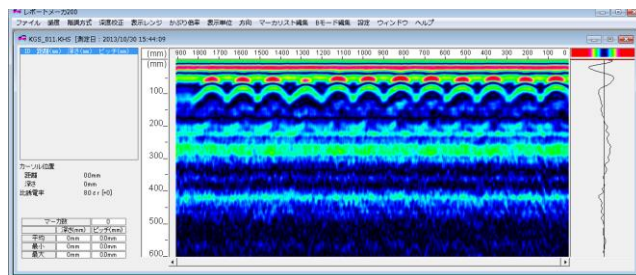 レポートメーカ200
ファイル 濃度 階調方式 深度校正 表示レンジ かぶり倍率 表示単位 方向 マーカリスト編集 Bモード編集 設定 ウィンドウ ヘルプ
KGS_011.KHS [測定日：2013/10/30 15:44:09
ID 距離(mm) 深さ(mm) ピッチ(mm)
(mm) 900 1800 1700 1600 1500 1400 1300 1200 1100 1000 900 800 700 600 500 400 300 200 100 0 (mm)
(mm)
100
200
300
400
500
600
カーソル位置
距離 00mm
深さ 0mm
比誘電率 8.0 εr (+0)
マーカ数 0
深さ(mm) ピッチ(mm)
平均 0mm 00mm
最小 0mm 00mm
最大 0mm 00mm